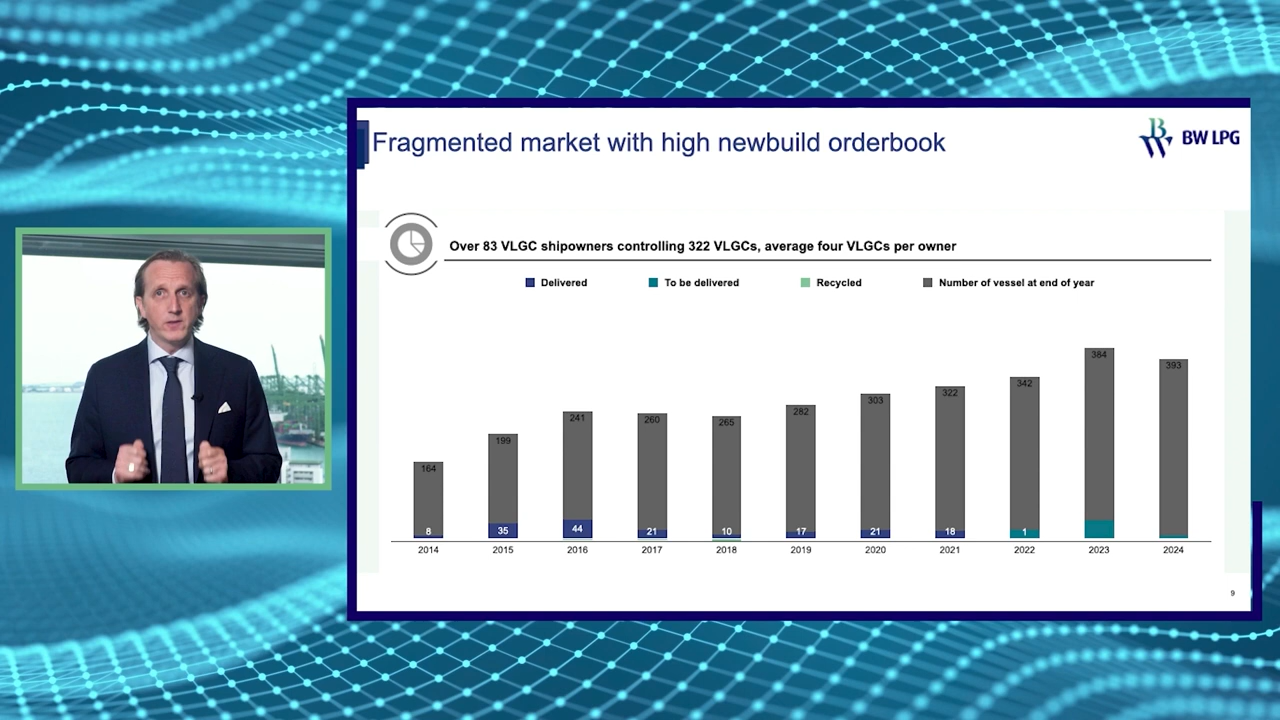 Fragmented market with high newbuild orderbook
BW LPG
Over 83 VLGC shipowners controlling 322 VLGCs, average four VLGCs per owner
Delivered To be delivered Recycled Number of vessel at end of year
164 199 241 260 265 282 303 322 342 384 393
8 35 44 21 10 17 21 18 1
2014 2015 2016 2017 2018 2019 2020 2021 2022 2023 2024
9